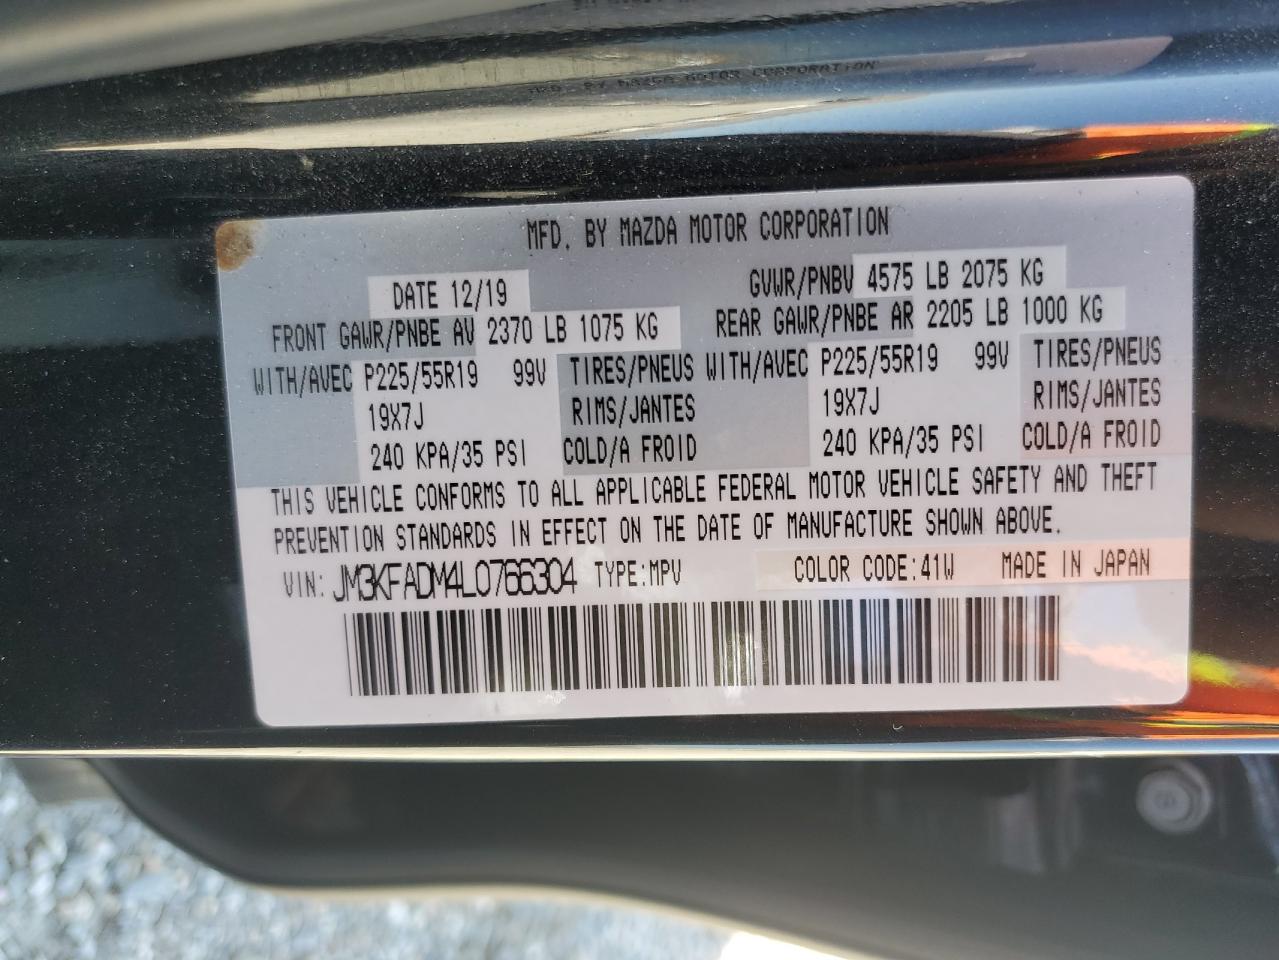 MFD. BY MAZDA MOTOR CORPORATION
DATE 12/19 GVWR/PNBV 4575 LB 2075 KG
FRONT GAWR/PNBE AV 2370 LB 1075 KG REAR GAWR/PNBE AR 2205 LB 1000 KG
WITH/AVEC P225/55R19 99V TIRES/PNEUS WITH/AVEC P225/55R19 99V TIRES/PNEUS
19X7J RIMS/JANTES 19X7J RIMS/JANTES
240 KPA/35 PSI COLD/A FROID 240 KPA/35 PSI COLD/A FROID
THIS VEHICLE CONFORMS TO ALL APPLICABLE FEDERAL MOTOR VEHICLE SAFETY AND THEFT
PREVENTION STANDARDS IN EFFECT ON THE DATE OF MANUFACTURE SHOWN ABOVE.
VIN: JM3KFADM4L0766304 TYPE:MPV COLOR CODE:41W MADE IN JAPAN